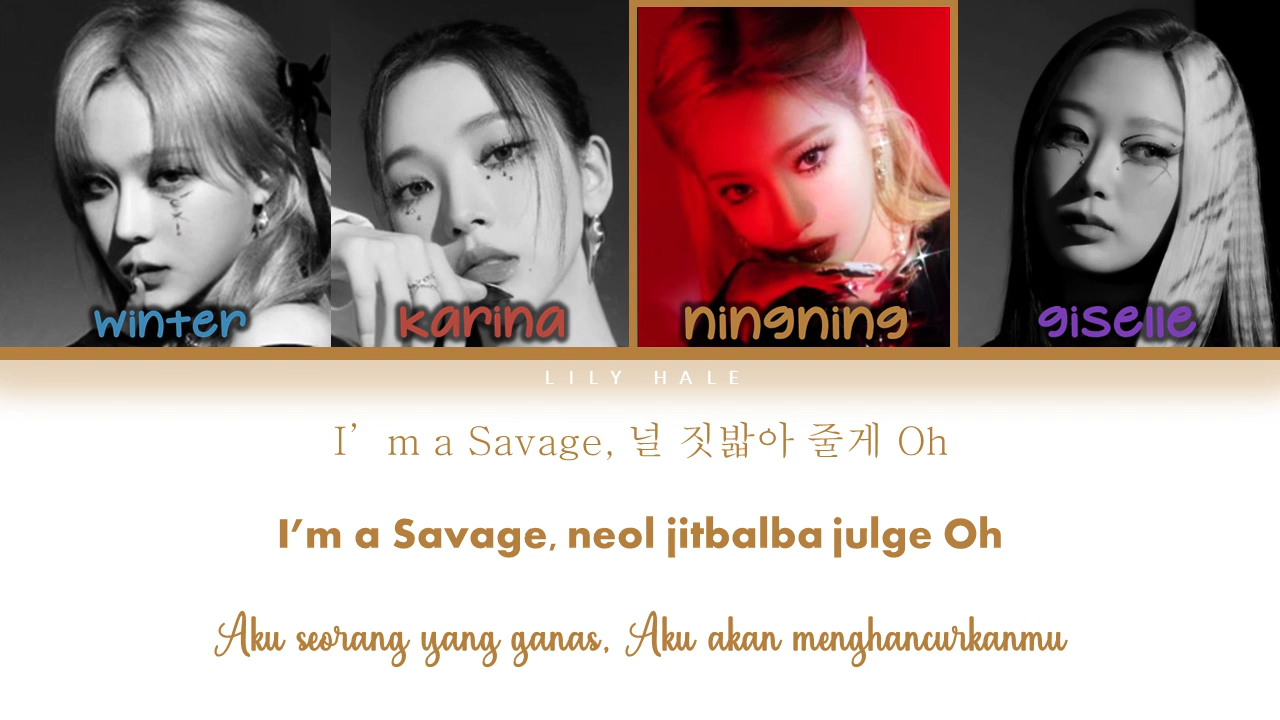 winter
karina
ningning
giselle
LILY HALE
I'm a Savage, 널 짓밟아 줄게 Oh
I'm a Savage, neol jitbalba julge Oh
Aku seorang yang ganas, Aku akan menghancurkanmu